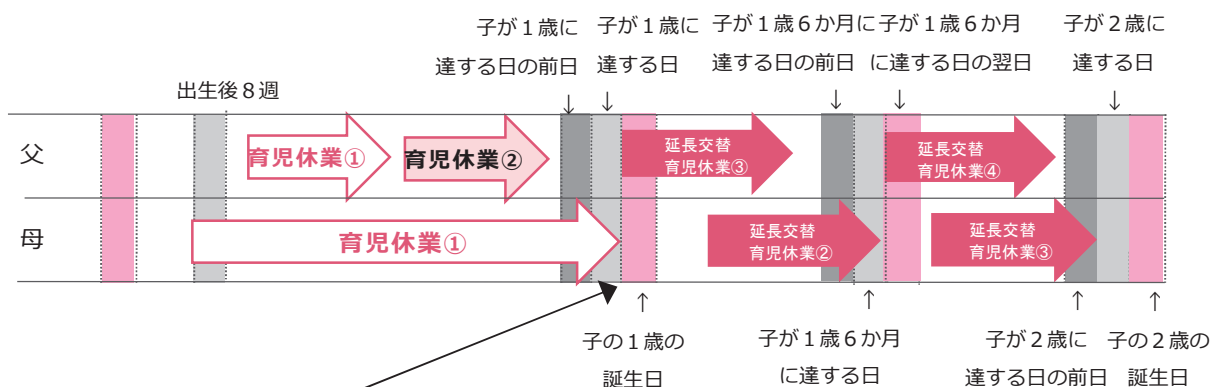 子が１歳に
達する日の前日
子が１歳に
達する日
子が１歳６か月に
達する日の前日
子が１歳６か月
に達する日の翌日
子が２歳に
達する日
出生後８週
↓
↓
↓
↓
↓
父
育児休業①
育児休業②
延長交替
育児休業③
延長交替
育児休業④
母
育児休業①
延長交替
育児休業②
延長交替
育児休業③
↑
↑
↑
↑
子の１歳の
誕生日
子が１歳６か月
に達する日
子が２歳に
達する日の前日
子の２歳の
誕生日